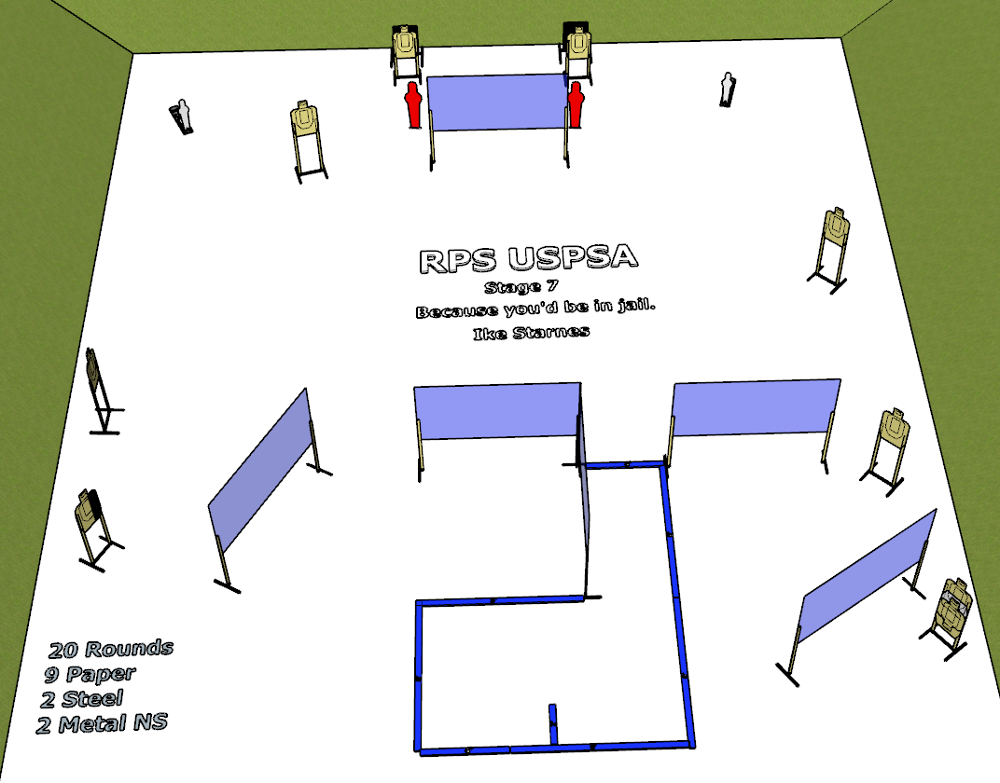 RPS USPSA
Stage 7
Because you'd be in jail.
Ike Starnes
20 Rounds
9 Paper
2 Steel
2 Metal NS